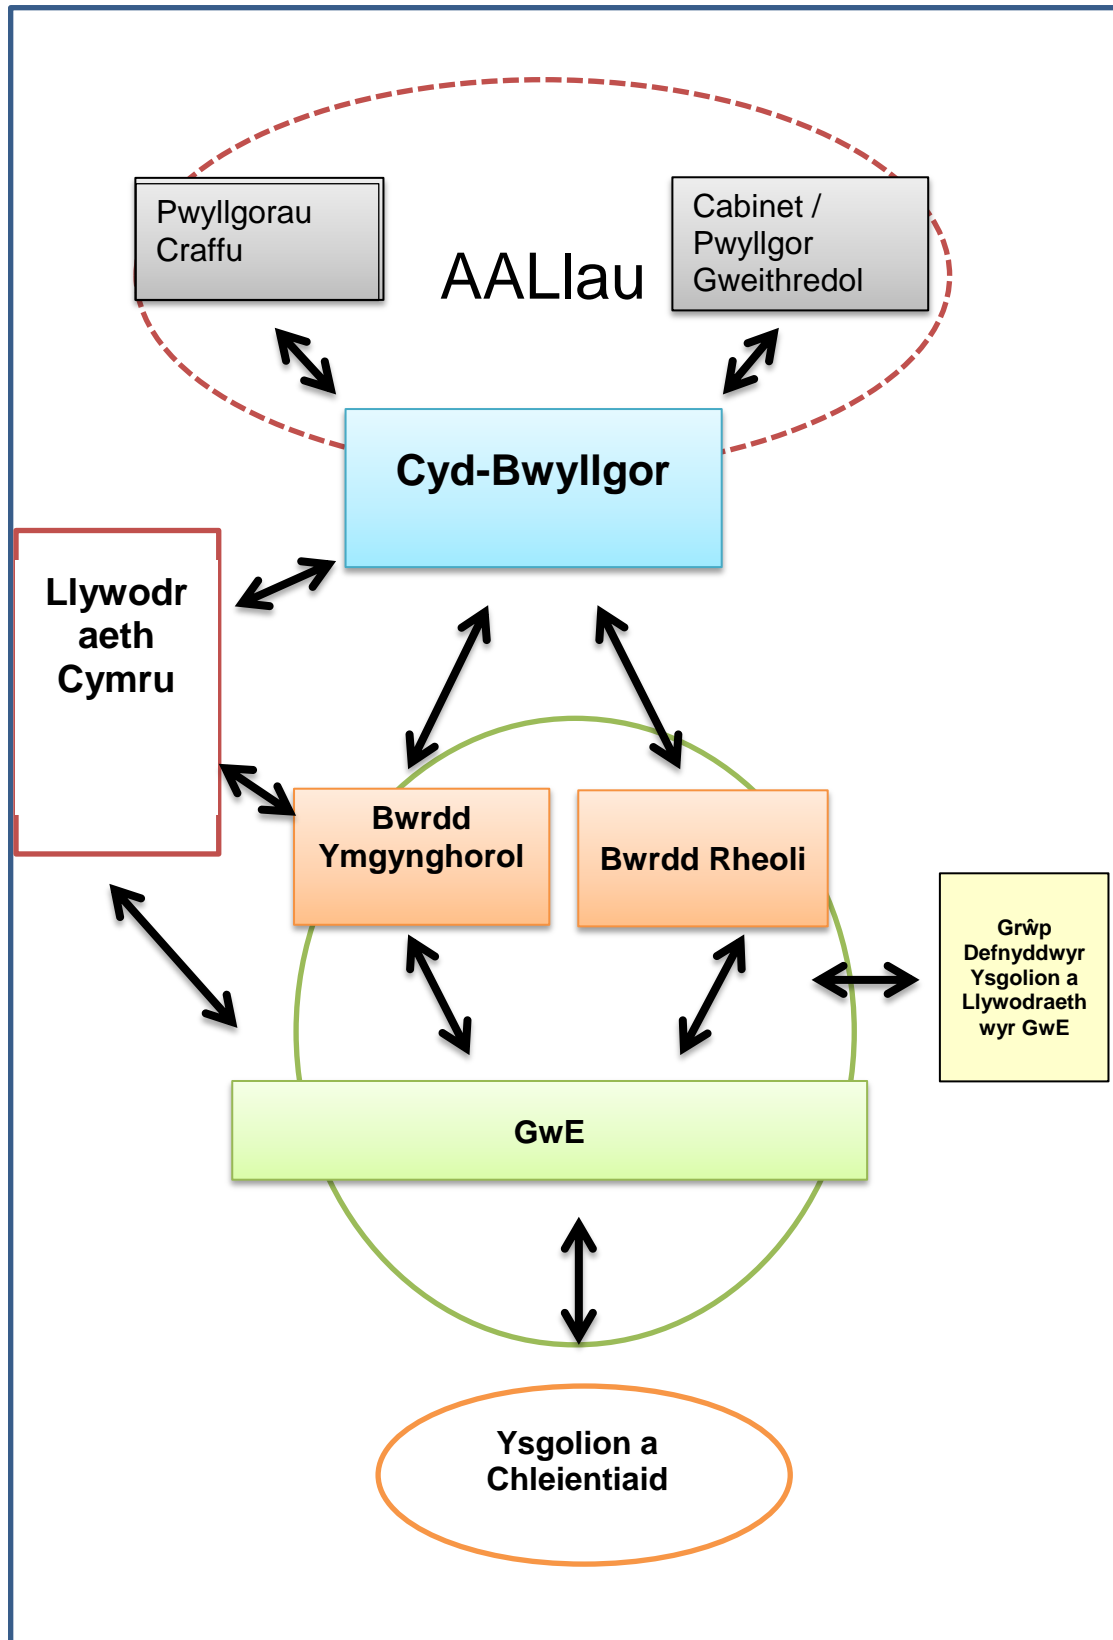 Pwyllgorau
Craffu
AALlau
Cabinet /
Pwyllgor
Gweithredol
Cyd-Bwyllgor
Llywodr
aeth
Cymru
Bwrdd
Ymgynghorol
Bwrdd Rheoli
Grŵp
Defnyddwyr
Ysgolion a
Llywodraeth
wyr GwE
GwE
Ysgolion a
Chleientiaid